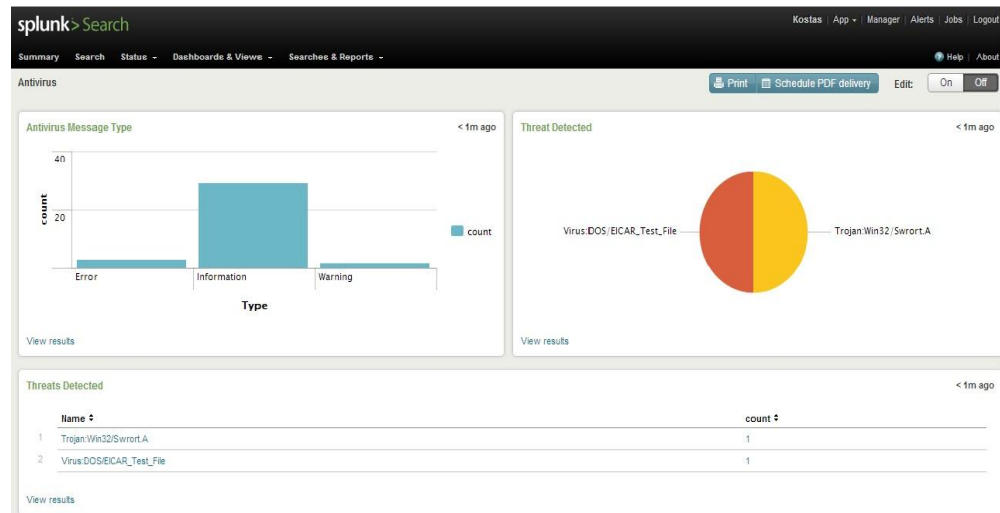 splunk> Search
Kostas | App | Manager | Alerts | Jobs | Logout
Summary Search Status Dashboards & Views Searches & Reports
Help | About
Antivirus
Print Schedule PDF delivery Edit: On Off
Antivirus Message Type < 1m ago
40
20
count
Error Information Warning
Type
count
View results
Threat Detected < 1m ago
Virus:DOS/EICAR_Test_File
Trojan:Win32/Swrort.A
View results
Threats Detected < 1m ago
Name count
1 Trojan:Win32/Swrort.A 1
2 Virus:DOS/EICAR_Test_File 1
View results